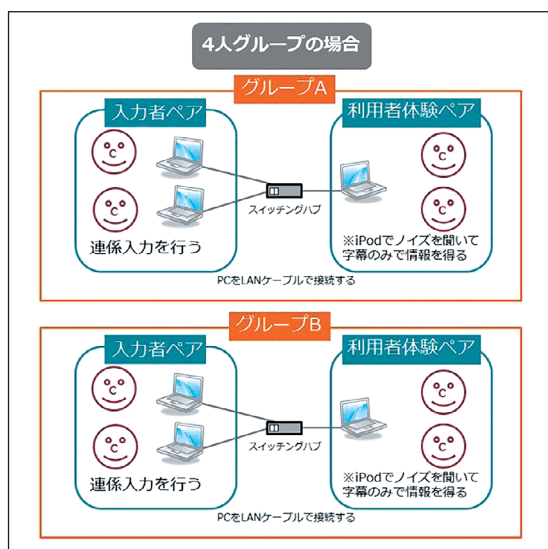 4人グループの場合
グループA
入力者ペア
利用者体験ペア
C
C
C
C
スイッチングハブ
連係入力を行う
※iPodでノイズを聞いて
字幕のみで情報を得る
PCをLANケーブルで接続する
グループB
入力者ペア
利用者体験ペア
C
C
C
C
スイッチングハブ
連係入力を行う
※iPodでノイズを聞いて
字幕のみで情報を得る
PCをLANケーブルで接続する